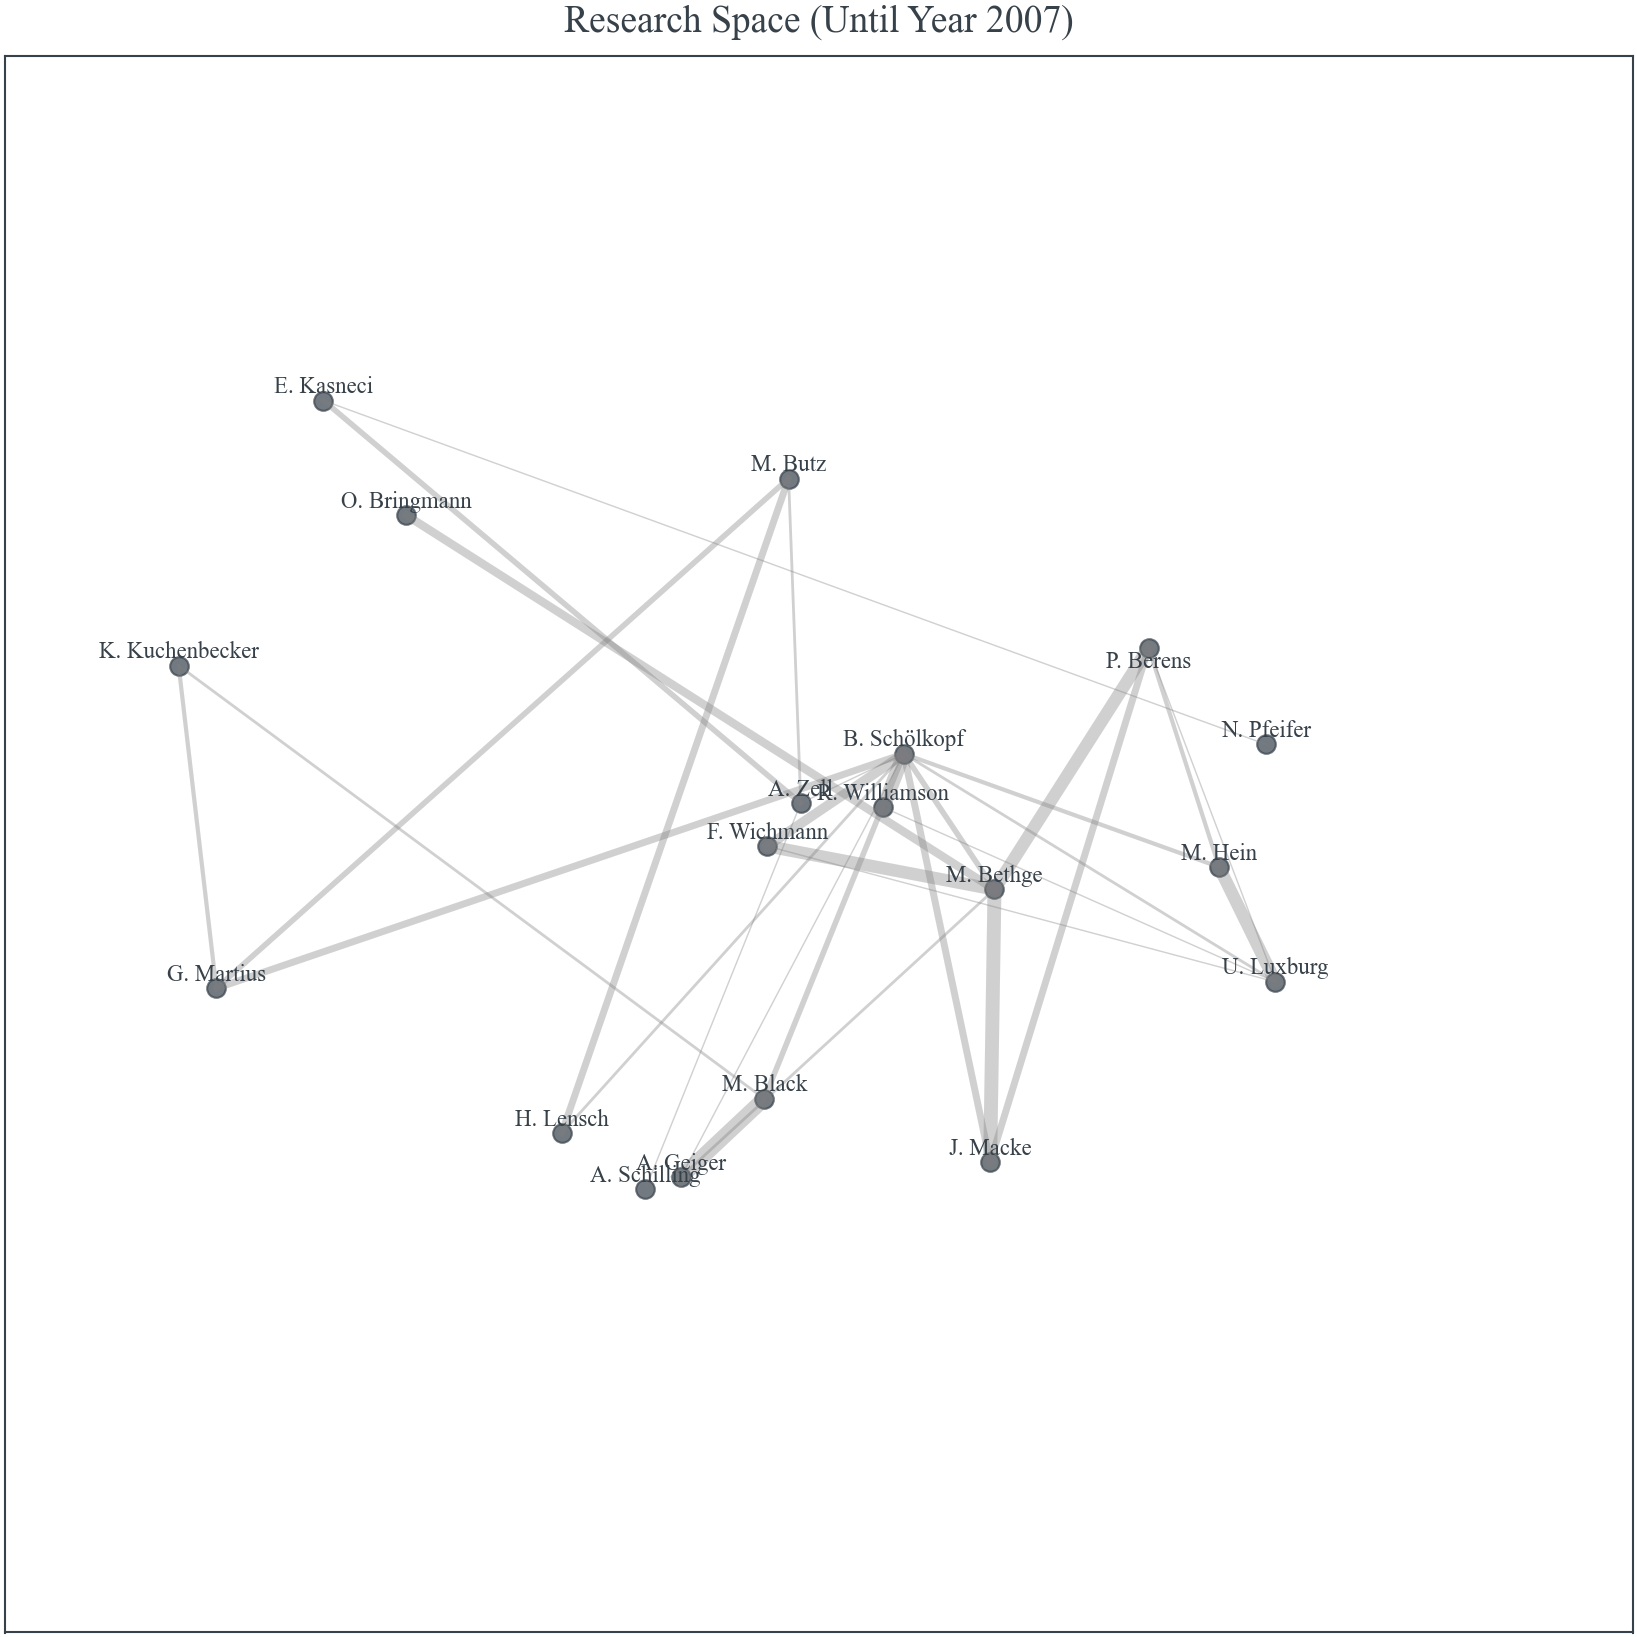 Research Space (Until Year 2007)
E. Kasneci
M. Butz
O. Bringmann
K. Kuchenbecker
P. Berens
N. Pfeifer
B. Schölkopf
A. Zell
R. Williamson
F. Wichmann
M. Hein
M. Bethge
U. Luxburg
G. Martius
M. Black
H. Lensch
J. Macke
A. Geiger
A. Schilling